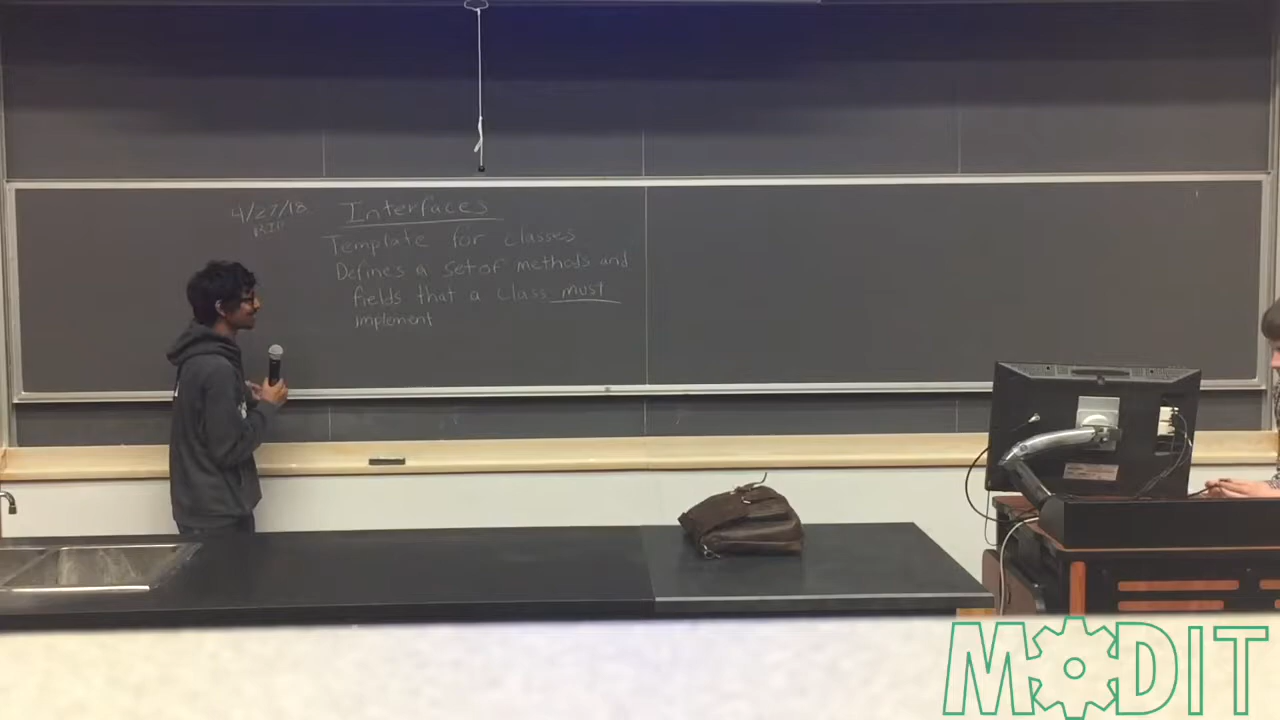 4/27/18
RIP
Interfaces
Template for classes
Defines a set of methods and
fields that a class must
implement
MODIT